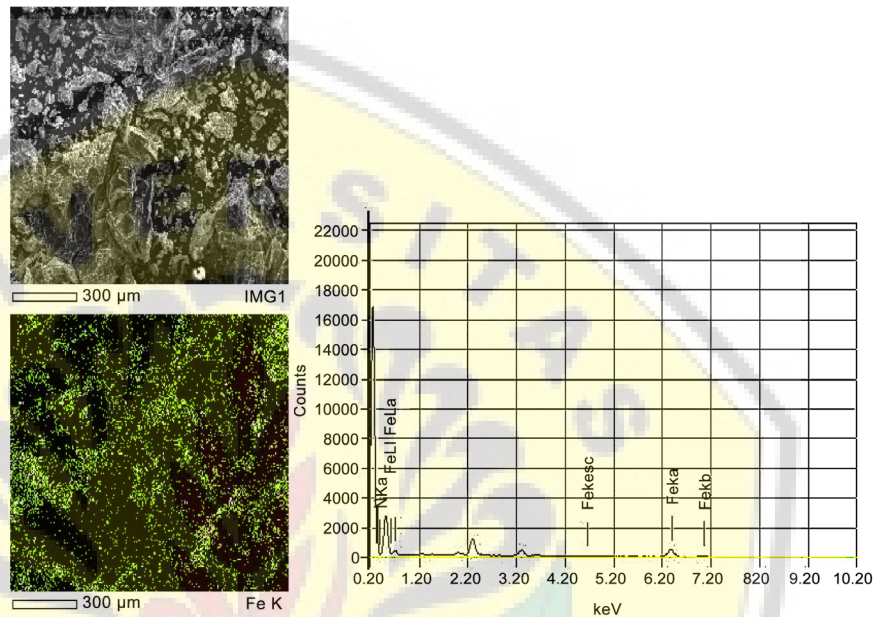 300 µm IMG1
300 µm Fe K
VER
SITAS
Counts
22000
20000
18000
16000
14000
12000
10000
8000
6000
4000
2000
0
NKa
FeLl FeLa
Fekesc
Feka
Fekb
0.20 1.20 2.20 3.20 4.20 5.20 6.20 7.20 820 9.20 10.20
keV